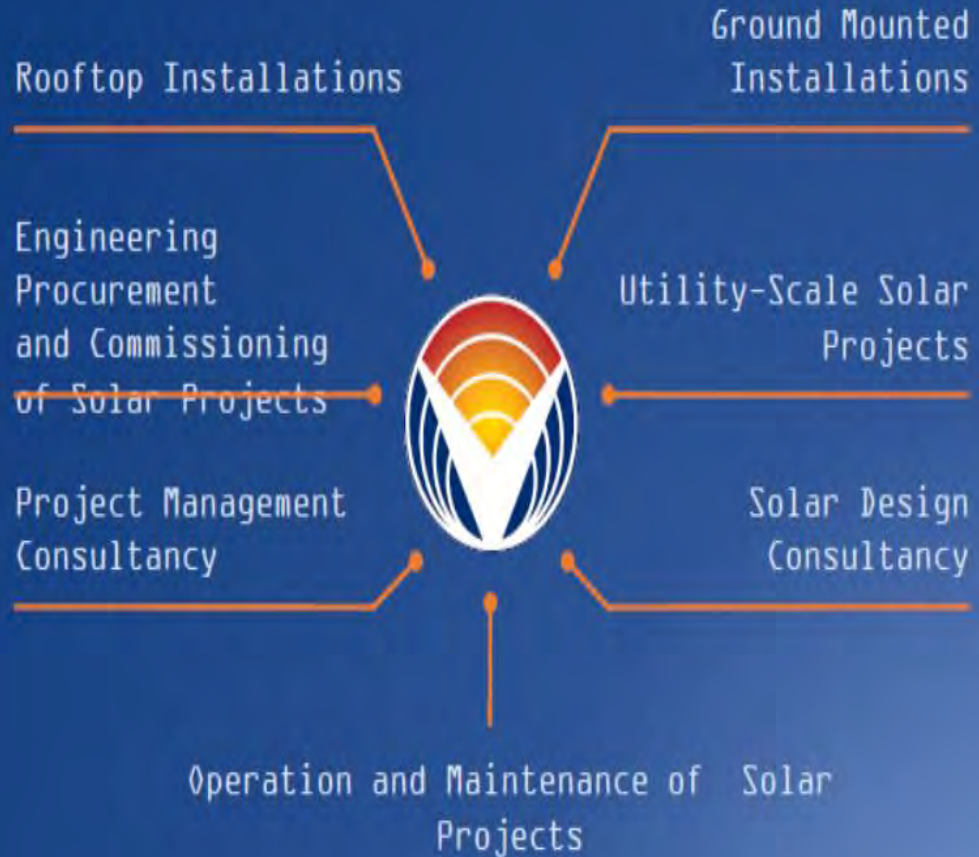 Rooftop Installations
Ground Mounted
Installations
Engineering
Procurement
and Commissioning
of Solar Projects
Utility-Scale Solar
Projects
Project Management
Consultancy
Solar Design
Consultancy
Operation and Maintenance of Solar
Projects